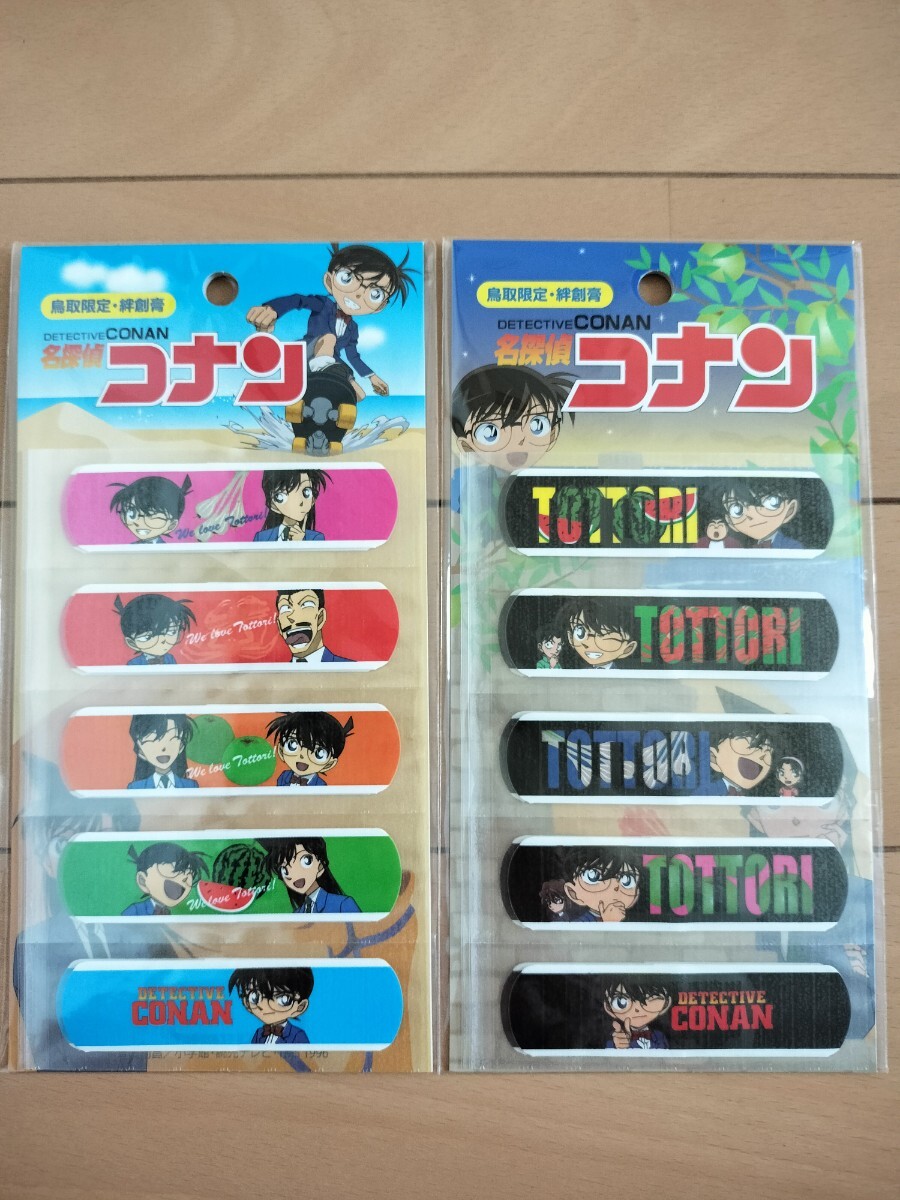 鳥取限定・絆創膏
DETECTIVE CONAN
名探偵コナン
We love Tottori!
We love Tottori!
We love Tottori!
We love Tottori!
DETECTIVE
CONAN
1996
鳥取限定・絆創膏
DETECTIVE CONAN
名探偵コナン
TOTTORI
TOTTORI
TOTTORI
TOTTORI
DETECTIVE
CONAN